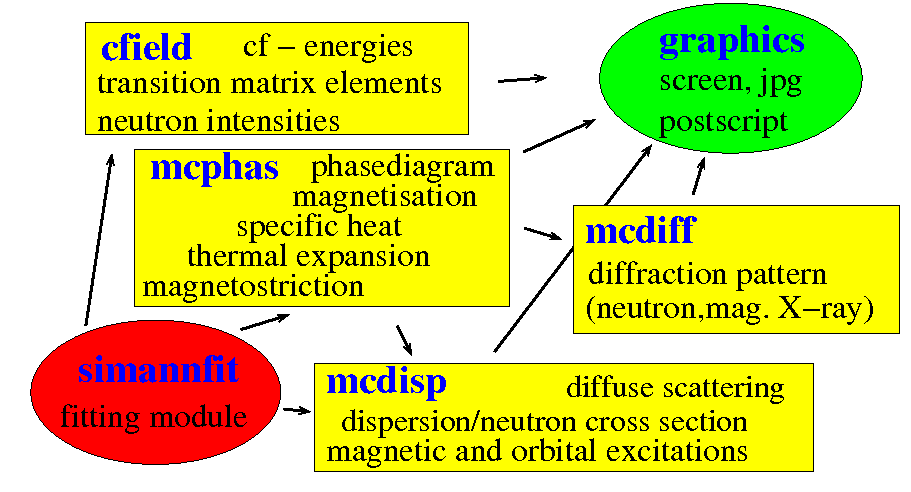 cfield cf − energies
transition matrix elements
neutron intensities
graphics
screen, jpg
postscript
mcphas phasediagram
magnetisation
specific heat
thermal expansion
magnetostriction
mcdiff
diffraction pattern
(neutron,mag. X−ray)
simannfit
fitting module
mcdisp diffuse scattering
dispersion/neutron cross section
magnetic and orbital excitations